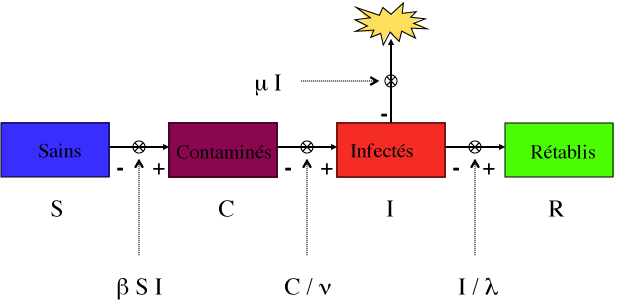 μ I
-
Sains
Contaminés
Infectés
Rétablis
- + - + - +
S C I R
β S I
C / ν
I / λ